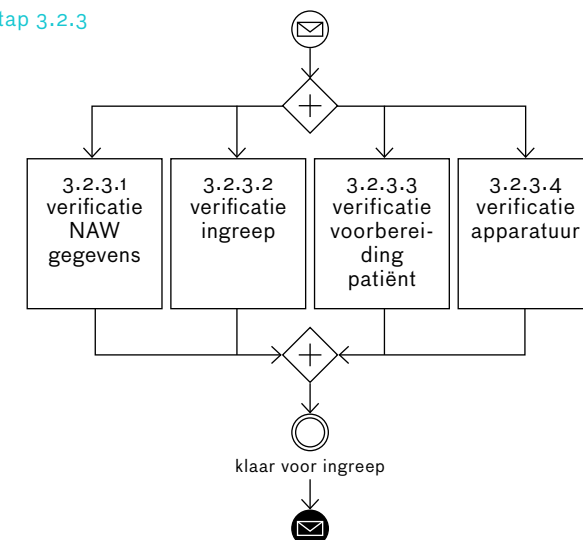 tap 3.2.3
3.2.3.1
verificatie
NAW
gegevens
3.2.3.2
verificatie
ingreep
3.2.3.3
verificatie
voorberei-
ding
patiënt
3.2.3.4
verificatie
apparatuur
klaar voor ingreep